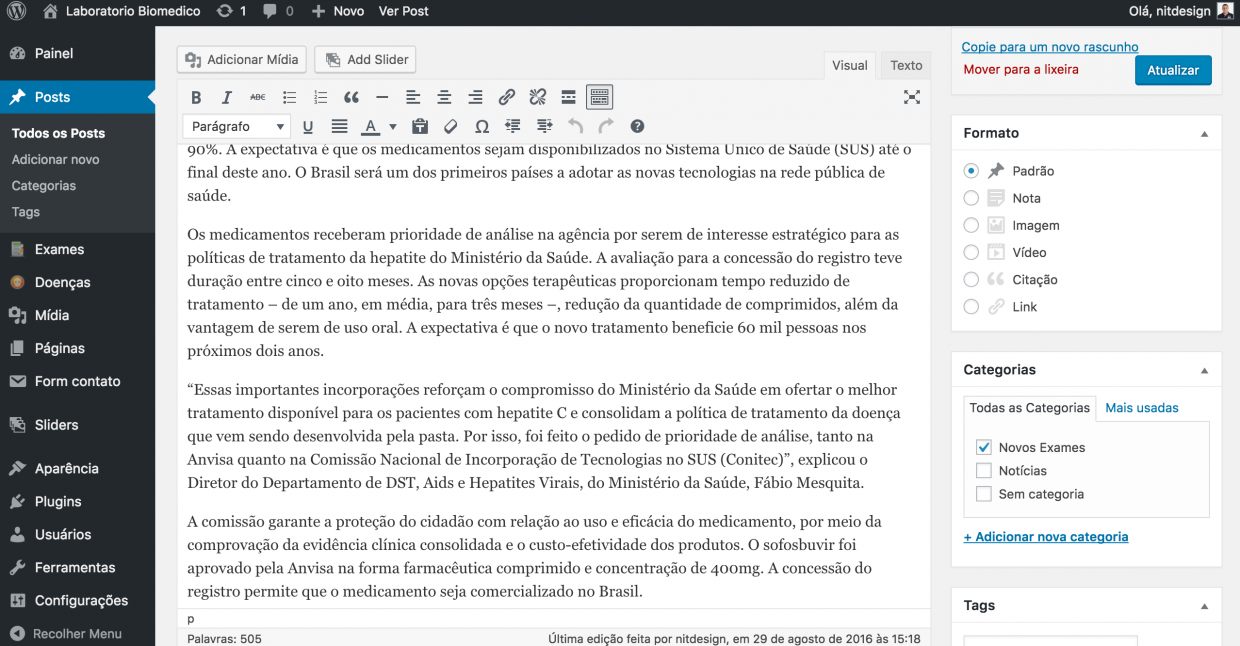 Laboratorio Biomedico 1 0 Novo Ver Post Olá, nitdesign
Painel
Posts
Todos os Posts
Adicionar novo
Categorias
Tags
Exames
Doenças
Mídia
Páginas
Form contato
Sliders
Aparência
Plugins
Usuários
Ferramentas
Configurações
Recolher Menu
Adicionar Mídia Add Slider
Visual Texto
B I ABC
Parágrafo U A
90%. A expectativa é que os medicamentos sejam disponibilizados no Sistema Único de Saúde (SUS) até o
final deste ano. O Brasil será um dos primeiros países a adotar as novas tecnologias na rede pública de
saúde.
Os medicamentos receberam prioridade de análise na agência por serem de interesse estratégico para as
políticas de tratamento da hepatite do Ministério da Saúde. A avaliação para a concessão do registro teve
duração entre cinco e oito meses. As novas opções terapêuticas proporcionam tempo reduzido de
tratamento – de um ano, em média, para três meses –, redução da quantidade de comprimidos, além da
vantagem de serem de uso oral. A expectativa é que o novo tratamento beneficie 60 mil pessoas nos
próximos dois anos.
“Essas importantes incorporações reforçam o compromisso do Ministério da Saúde em ofertar o melhor
tratamento disponível para os pacientes com hepatite C e consolidam a política de tratamento da doença
que vem sendo desenvolvida pela pasta. Por isso, foi feito o pedido de prioridade de análise, tanto na
Anvisa quanto na Comissão Nacional de Incorporação de Tecnologias no SUS (Conitec)”, explicou o
Diretor do Departamento de DST, Aids e Hepatites Virais, do Ministério da Saúde, Fábio Mesquita.
A comissão garante a proteção do cidadão com relação ao uso e eficácia do medicamento, por meio da
comprovação da evidência clínica consolidada e o custo-efetividade dos produtos. O sofosbuvir foi
aprovado pela Anvisa na forma farmacêutica comprimido e concentração de 400mg. A concessão do
registro permite que o medicamento seja comercializado no Brasil.
p
Palavras: 505 Última edição feita por nitdesign, em 29 de agosto de 2016 às 15:18
Copie para um novo rascunho
Mover para a lixeira Atualizar
Formato
Padrão
Nota
Imagem
Vídeo
Citação
Link
Categorias
Todas as Categorias Mais usadas
Novos Exames
Notícias
Sem categoria
+ Adicionar nova categoria
Tags